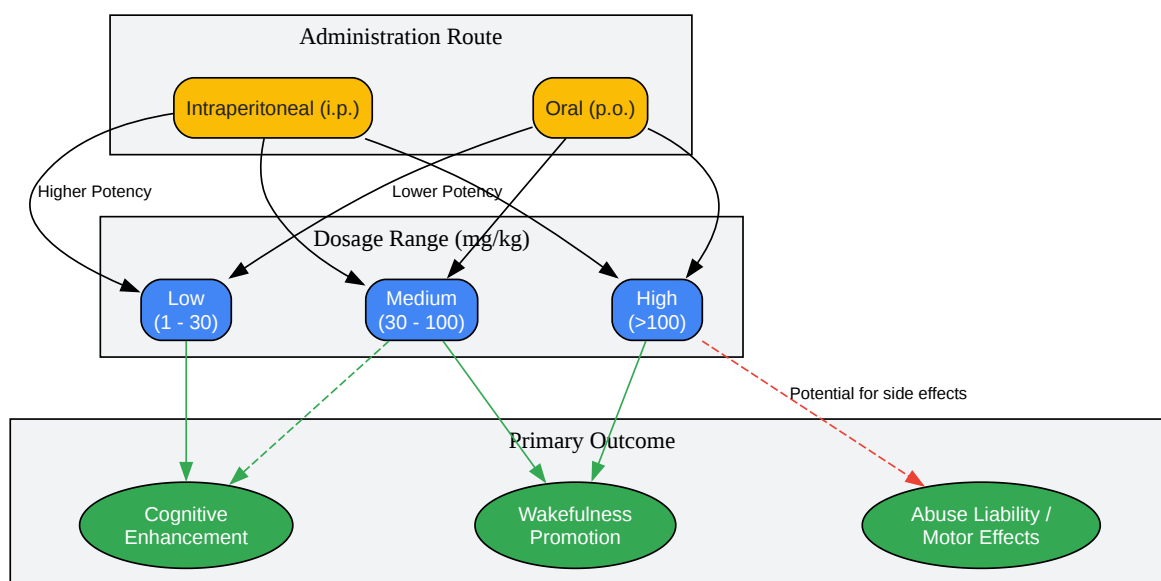 Administration Route
Intraperitoneal (i.p.)
Oral (p.o.)
Higher Potency
Lower Potency
Dosage Range (mg/kg)
Low
(1 - 30)
Medium
(30 - 100)
High
(>100)
Potential for side effects
Primary Outcome
Cognitive
Enhancement
Wakefulness
Promotion
Abuse Liability /
Motor Effects